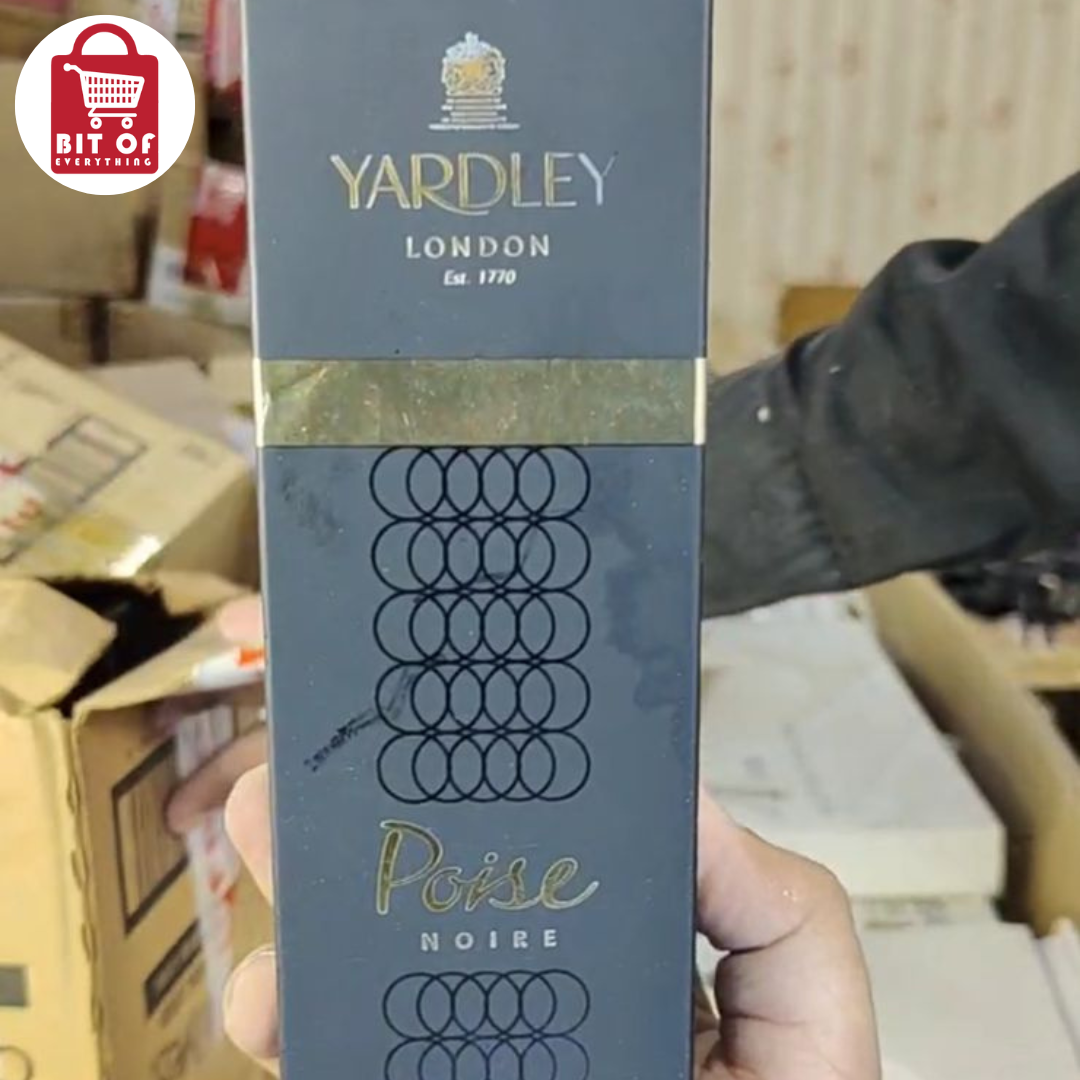 BIT OF
EVERYTHING
YARDLEY
LONDON
Est. 1770
Poise
NOIRE